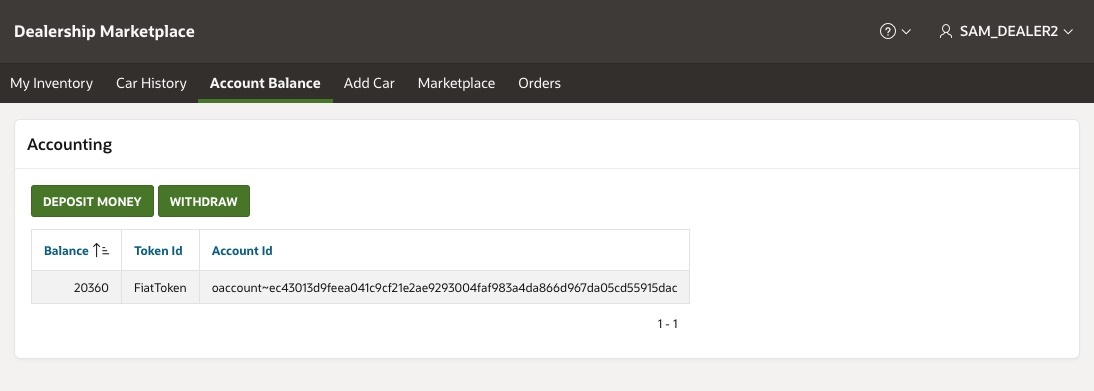 Dealership Marketplace
? SAM_DEALER2
My Inventory Car History Account Balance Add Car Marketplace Orders
Accounting
DEPOSIT MONEY WITHDRAW
Balance Token Id Account Id
20360 FiatToken oaccount~ec43013d9feea041c9cf21e2ae9293004faf983a4da866d967da05cd55915dac
1 - 1